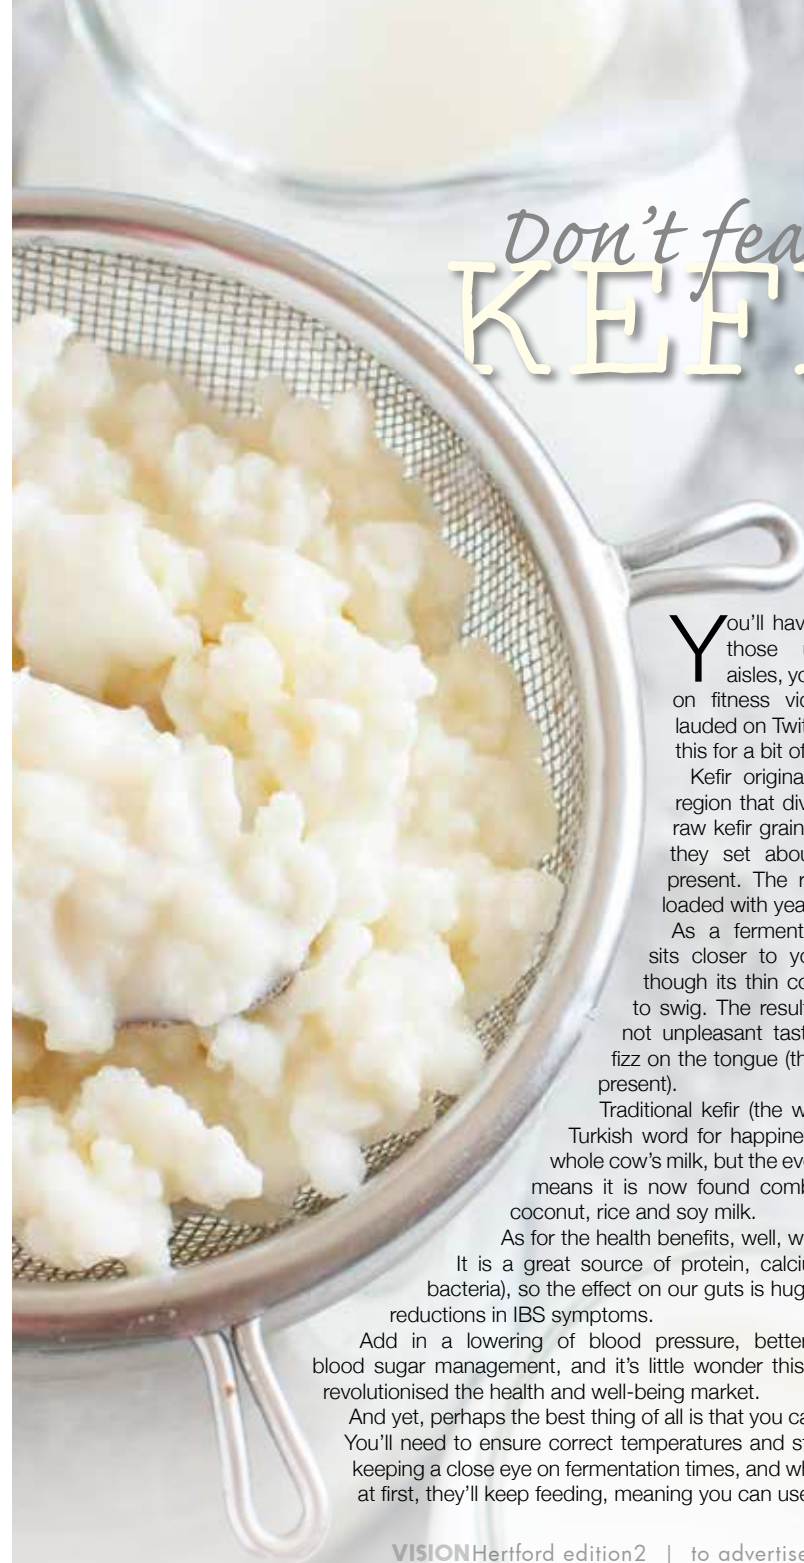 Don't fea
KEF
You'll hav
those
aisles, yo
on fitness vid
lauded on Twit
this for a bit of
Kefir origina
region that div
raw kefir grain
they set abou
present. The r
loaded with yea
As a ferment
sits closer to yo
though its thin co
to swig. The result
not unpleasant tast
fizz on the tongue (th
present).
Traditional kefir (the w
Turkish word for happine
whole cow's milk, but the eve
means it is now found comb
coconut, rice and soy milk.
As for the health benefits, well, w
It is a great source of protein, calciu
bacteria), so the effect on our guts is hug
reductions in IBS symptoms.
Add in a lowering of blood pressure, better
blood sugar management, and it's little wonder this
revolutionised the health and well-being market.
And yet, perhaps the best thing of all is that you ca
You'll need to ensure correct temperatures and st
keeping a close eye on fermentation times, and wh
at first, they'll keep feeding, meaning you can use
VISIONHertford edition2 | to advertise